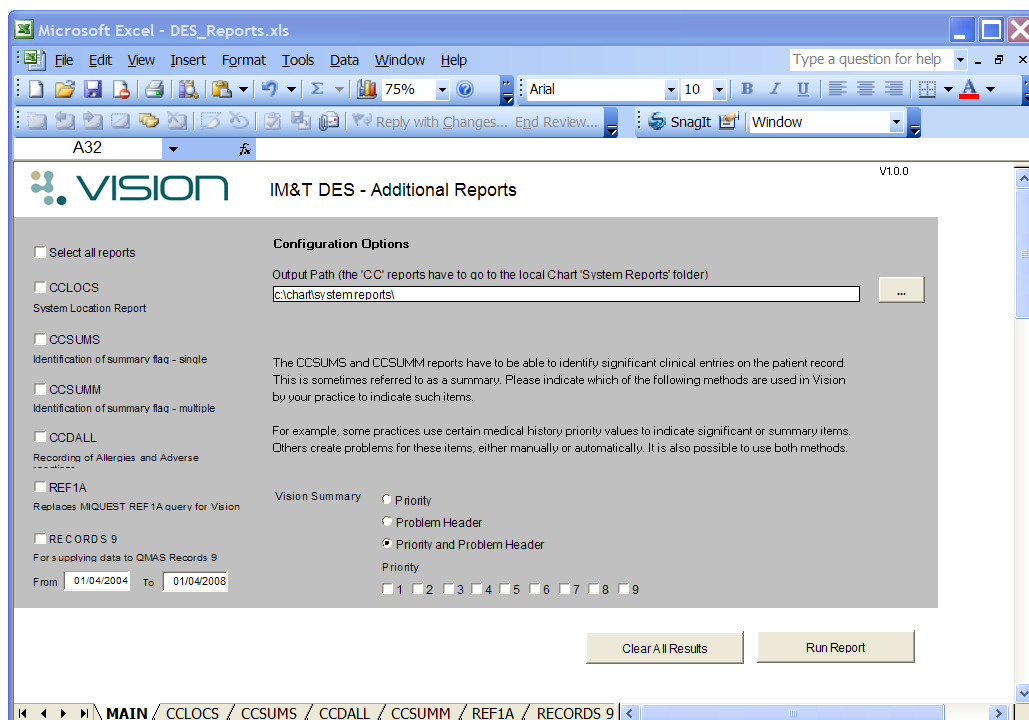 Microsoft Excel - DES_Reports.xls
File Edit View Insert Format Tools Data Window Help
Type a question for help
75%
Arial
10
B I U
Reply with Changes... End Review...
SnagIt
Window
A32
fx
VISION
IM&T DES - Additional Reports
V1.0.0
Select all reports
CCLOCS
System Location Report
CCSUMS
Identification of summary flag - single
CCSUMM
Identification of summary flag - multiple
CCDALL
Recording of Allergies and Adverse
REF1A
Replaces MIQUEST REF1A query for Vision
RECORDS 9
For supplying data to QMAS Records 9
From 01/04/2004 To 01/04/2008
Configuration Options
Output Path (the 'CC' reports have to go to the local Chart 'System Reports' folder)
c:\chart\system reports\
...
The CCSUMS and CCSUMM reports have to be able to identify significant clinical entries on the patient record.
This is sometimes referred to as a summary. Please indicate which of the following methods are used in Vision
by your practice to indicate such items.
For example, some practices use certain medical history priority values to indicate significant or summary items.
Others create problems for these items, either manually or automatically. It is also possible to use both methods.
Vision Summary
Priority
Problem Header
Priority and Problem Header
Priority
1 2 3 4 5 6 7 8 9
Clear All Results
Run Report
MAIN CCLOCS CCSUMS CCDALL CCSUMM REF1A RECORDS 9